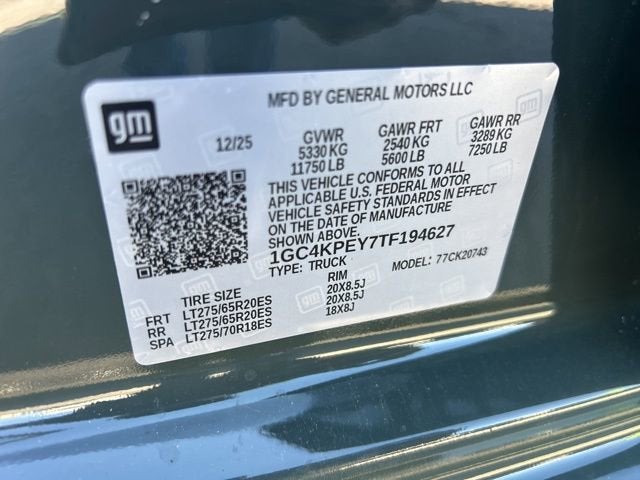 gm
MFD BY GENERAL MOTORS LLC
12/25
GVWR
5330 KG
11750 LB
GAWR FRT
2540 KG
5600 LB
GAWR RR
3289 KG
7250 LB
THIS VEHICLE CONFORMS TO ALL
APPLICABLE U.S. FEDERAL MOTOR
VEHICLE SAFETY STANDARDS IN EFFECT
ON THE DATE OF MANUFACTURE
SHOWN ABOVE.
1GC4KPEY7TF194627
TYPE: TRUCK
MODEL: 77CK20743
TIRE SIZE RIM
FRT LT275/65R20ES 20X8.5J
RR LT275/65R20ES 20X8.5J
SPA LT275/70R18ES 18X8J